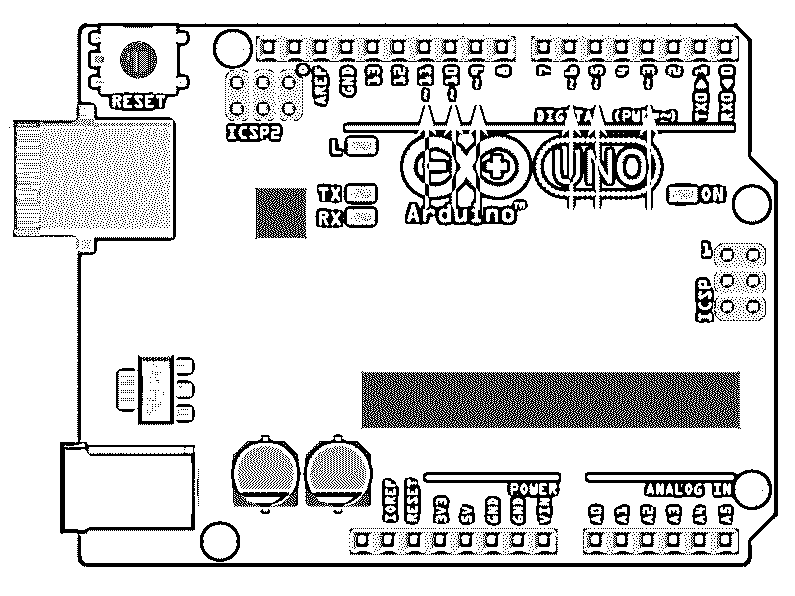 RESET
ICSP2
AREF
GND
13
12
~11
~10
~9
8
7
~6
~5
4
~3
2
TX0▶1
RX0◀0
DIGITAL (PWM~)
L
TX
RX
UNO
Arduino™
ON
1
ICSP
POWER
ANALOG IN
IOREF
RESET
3V3
5V
GND
GND
VIN
A0
A1
A2
A3
A4
A5